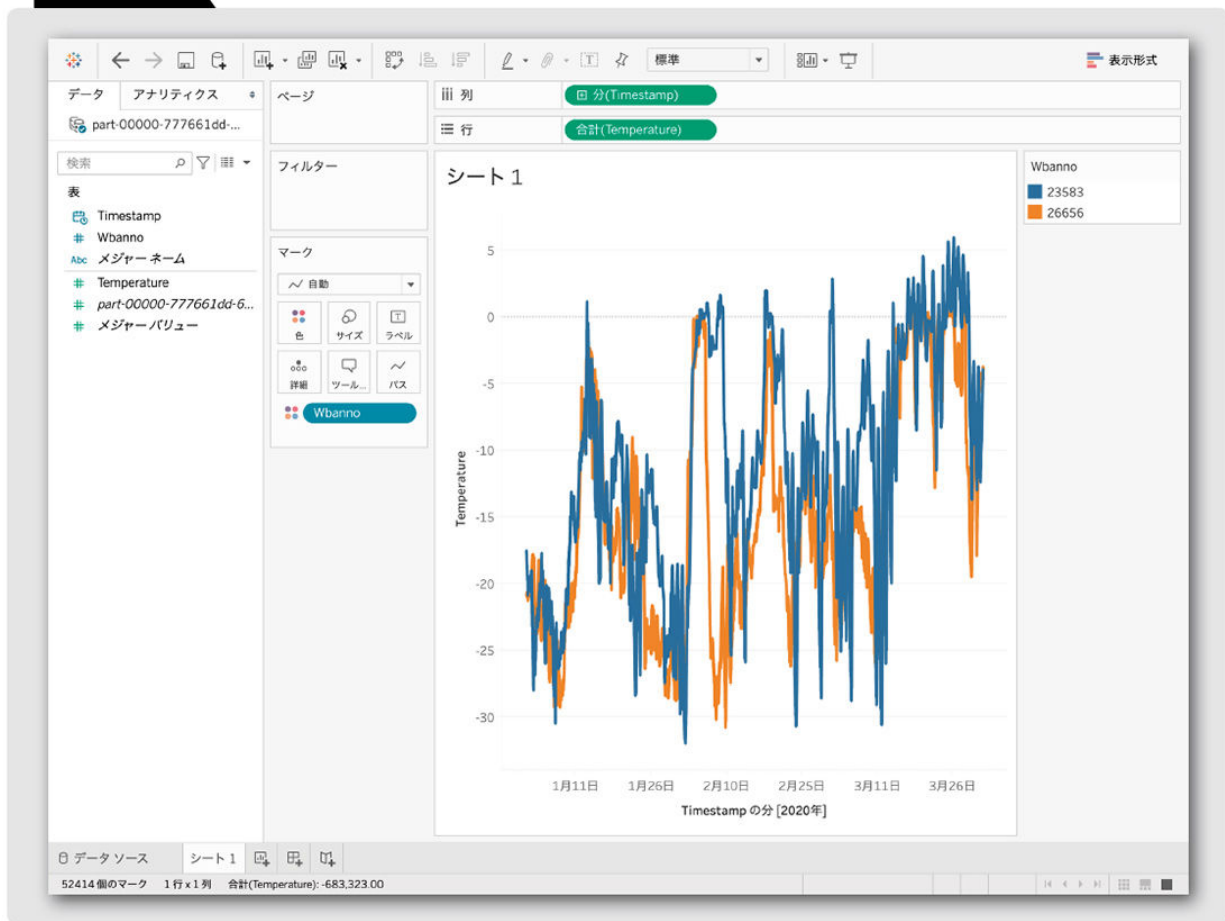 標準
表示形式
データ アナリティクス
part-00000-777661dd-...
検索
表
Timestamp
Wbanno
Abc メジャー ネーム
Temperature
part-00000-777661dd-6...
メジャー バリュー
ページ
フィルター
マーク
自動
色 サイズ ラベル
詳細 ツール... パス
Wbanno
列 分(Timestamp)
行 合計(Temperature)
シート 1
5
0
-5
-10
-15
-20
-25
-30
Temperature
1月11日 1月26日 2月10日 2月25日 3月11日 3月26日
Timestamp の分 [2020年]
Wbanno
23583
26656
データ ソース シート 1
52414 個のマーク 1 行 x 1 列 合計(Temperature): -683,323.00